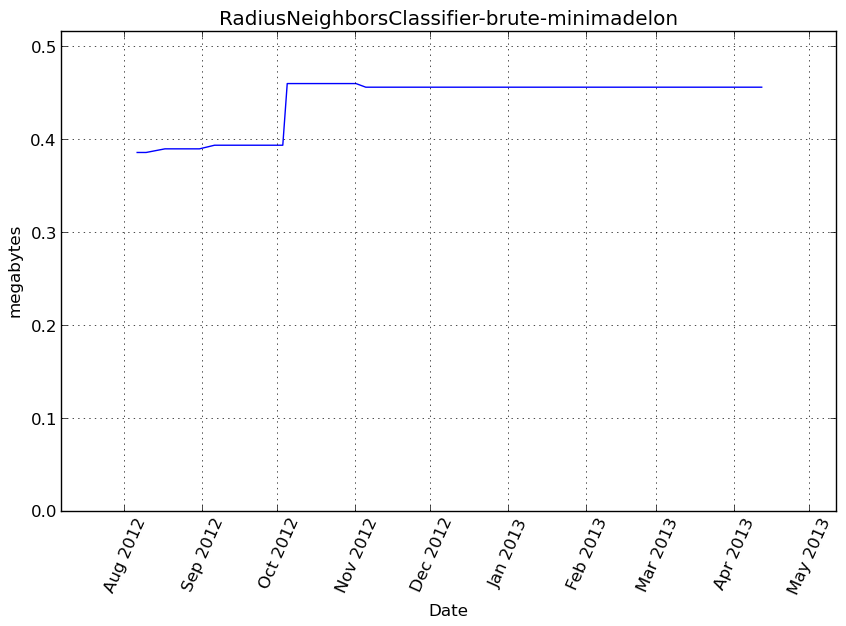 RadiusNeighborsClassifier-brute-minimadelon
0.5
0.4
0.3
0.2
0.1
0.0
megabytes
Aug 2012
Sep 2012
Oct 2012
Nov 2012
Dec 2012
Jan 2013
Feb 2013
Mar 2013
Apr 2013
May 2013
Date